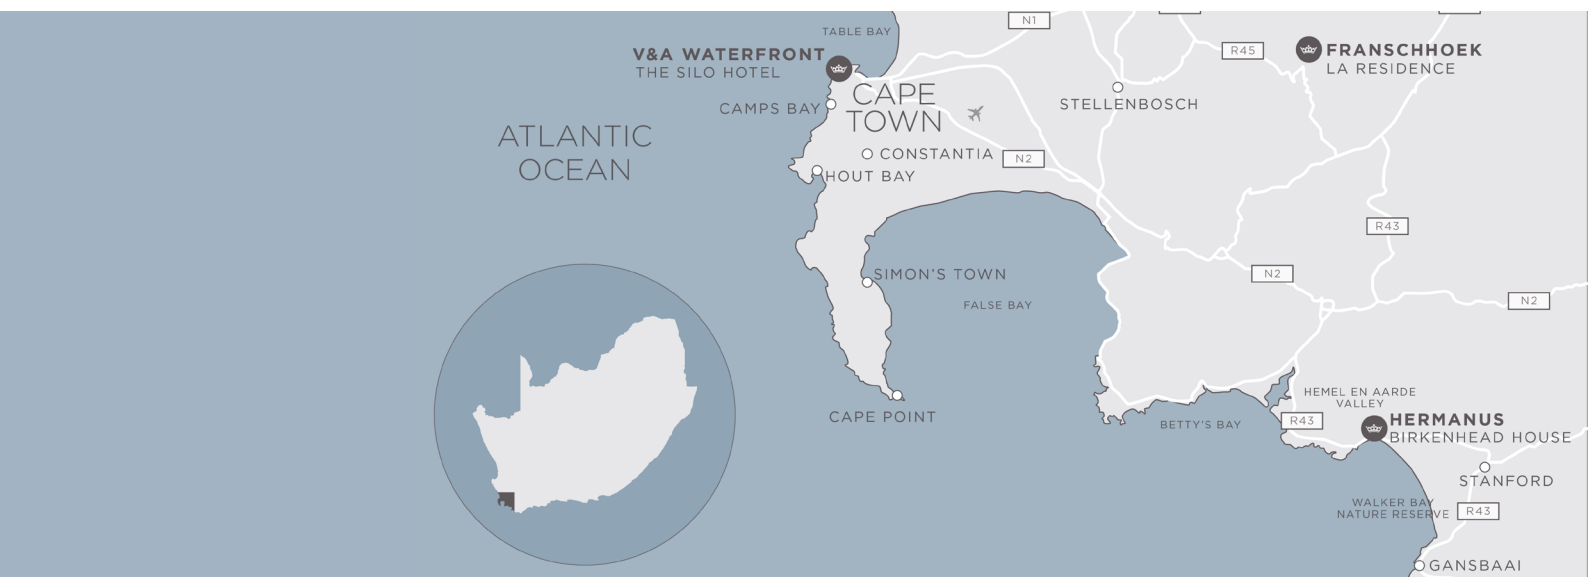 TABLE BAY
N1
V&A WATERFRONT
THE SILO HOTEL
R45
FRANSCHHOEK
LA RESIDENCE
CAPE
TOWN
CAMPS BAY
STELLENBOSCH
ATLANTIC
OCEAN
CONSTANTIA
N2
HOUT BAY
R43
SIMON'S TOWN
N2
FALSE BAY
N2
CAPE POINT
BETTY'S BAY
HEMEL EN AARDE
VALLEY
R43
HERMANUS
BIRKENHEAD HOUSE
STANFORD
WALKER BAY
NATURE RESERVE
R43
GANSBAAI